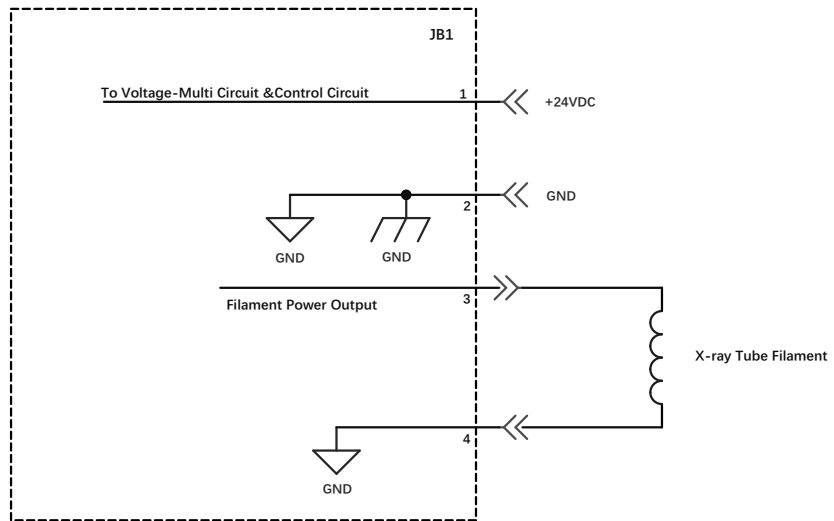 JB1
To Voltage-Multi Circuit &Control Circuit
1
+24VDC
2
GND
GND
GND
3
Filament Power Output
X-ray Tube Filament
4
GND